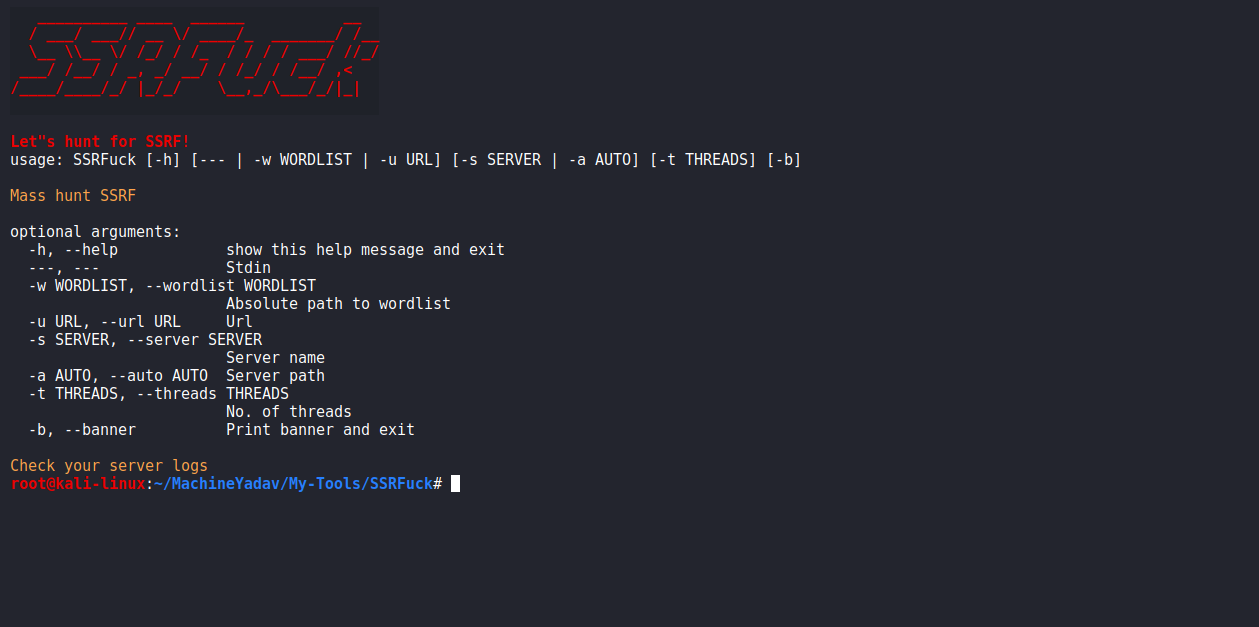 SSRFuck
Let"s hunt for SSRF!
usage: SSRFuck [-h] [--- | -w WORDLIST | -u URL] [-s SERVER | -a AUTO] [-t THREADS] [-b]
Mass hunt SSRF
optional arguments:
-h, --help show this help message and exit
---, --- Stdin
-w WORDLIST, --wordlist WORDLIST
Absolute path to wordlist
-u URL, --url URL Url
-s SERVER, --server SERVER
Server name
-a AUTO, --auto AUTO Server path
-t THREADS, --threads THREADS
No. of threads
-b, --banner Print banner and exit
Check your server logs
root@kali-linux:~/MachineYadav/My-Tools/SSRFuck#